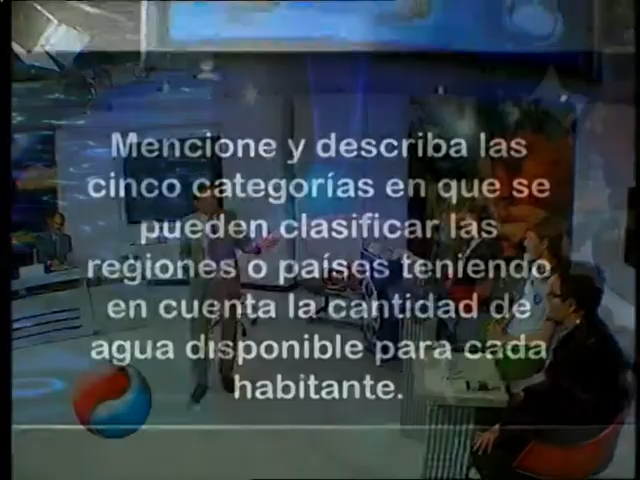 Mencione y describa las
cinco categorías en que se
pueden clasificar las
regiones o países teniendo
en cuenta la cantidad de
agua disponible para cada
habitante.